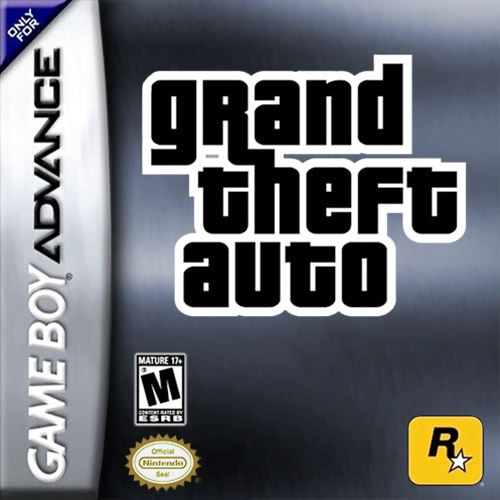 ONLY
FOR
GAME BOY ADVANCE
grand
theft
auto
MATURE 17+
M
CONTENT RATED BY
ESRB
Official
Nintendo
Seal
R